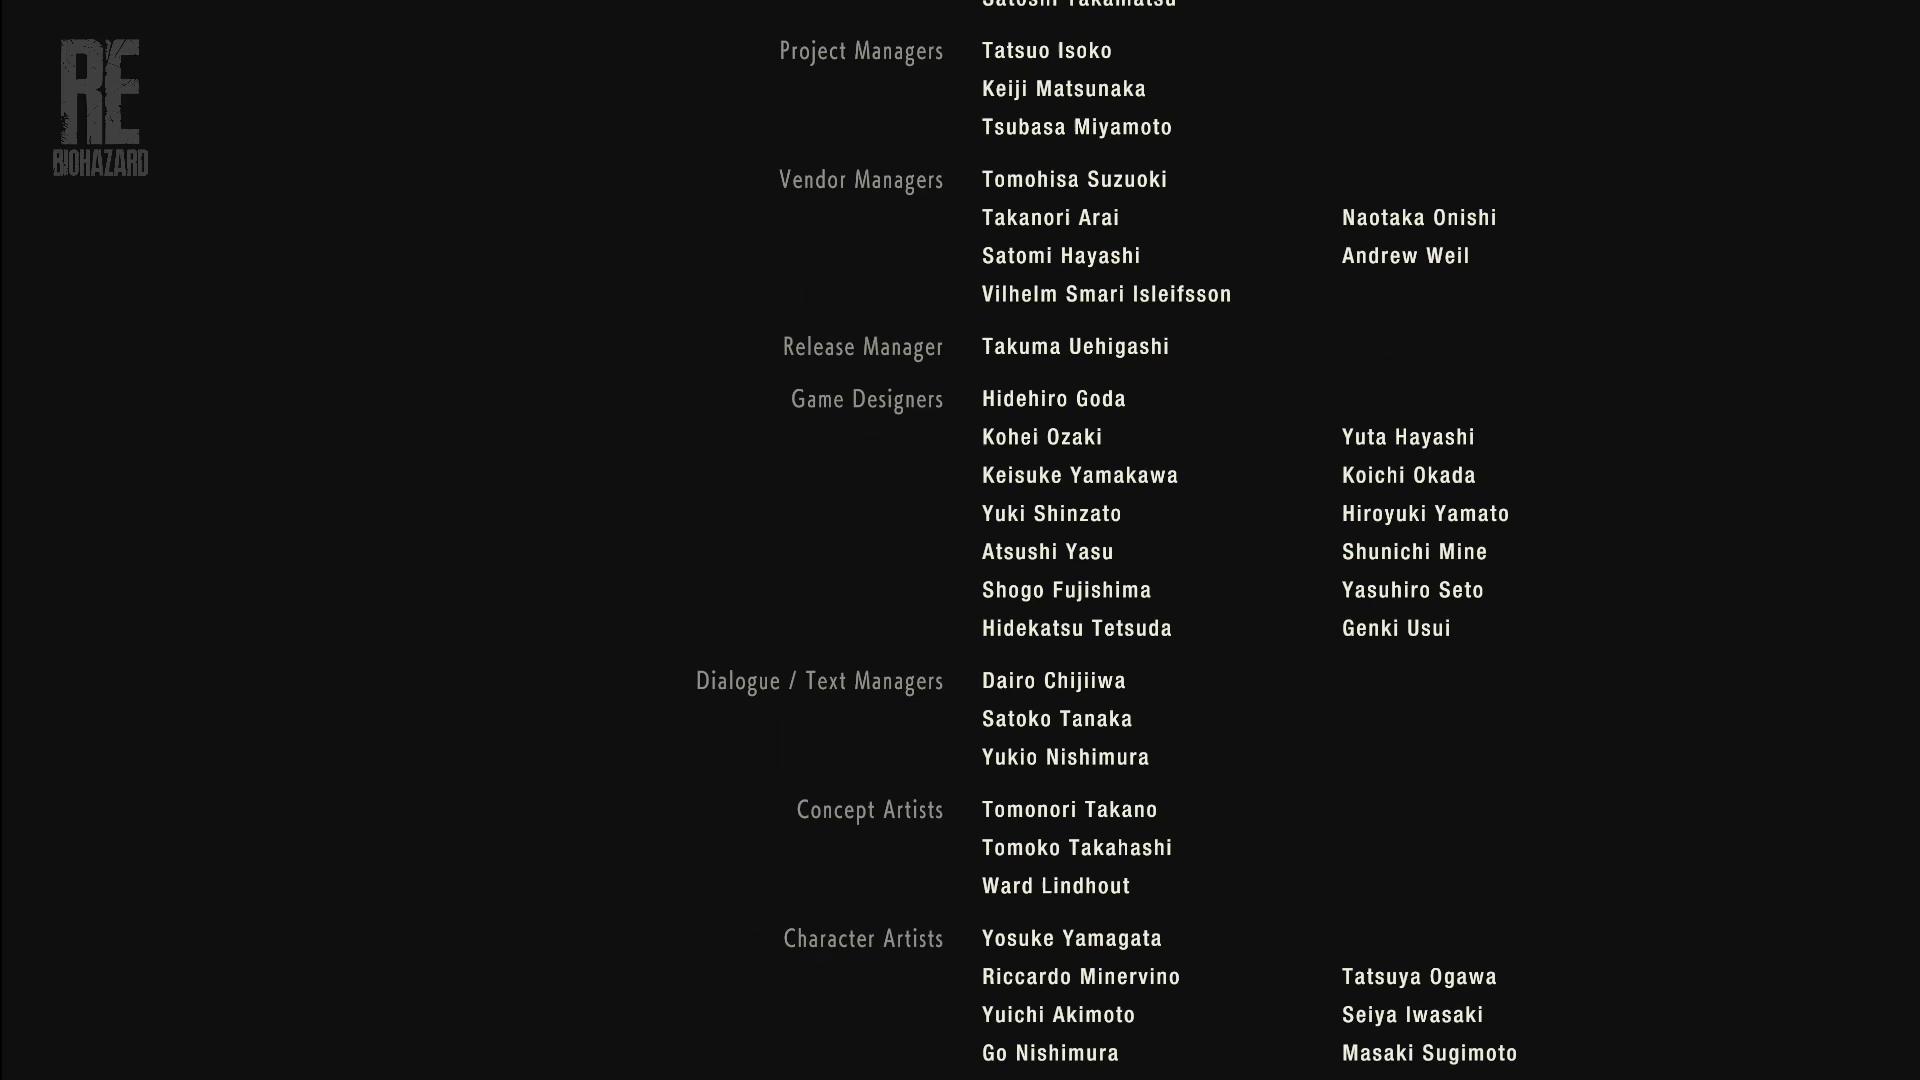 Satoshi Takamatsu
RE
BIOHAZARD
Project Managers Tatsuo Isoko
Keiji Matsunaka
Tsubasa Miyamoto
Vendor Managers Tomohisa Suzuoki
Takanori Arai Naotaka Onishi
Satomi Hayashi Andrew Weil
Vilhelm Smari Isleifsson
Release Manager Takuma Uehigashi
Game Designers Hidehiro Goda
Kohei Ozaki Yuta Hayashi
Keisuke Yamakawa Koichi Okada
Yuki Shinzato Hiroyuki Yamato
Atsushi Yasu Shunichi Mine
Shogo Fujishima Yasuhiro Seto
Hidekatsu Tetsuda Genki Usui
Dialogue / Text Managers Dairo Chijiiwa
Satoko Tanaka
Yukio Nishimura
Concept Artists Tomonori Takano
Tomoko Takahashi
Ward Lindhout
Character Artists Yosuke Yamagata
Riccardo Minervino Tatsuya Ogawa
Yuichi Akimoto Seiya Iwasaki
Go Nishimura Masaki Sugimoto